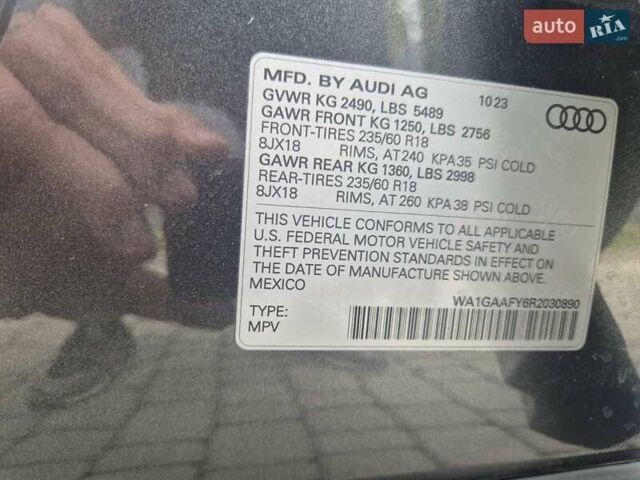 auto RIA.com
MFD. BY AUDI AG 10 23
GVWR KG 2490, LBS 5489
GAWR FRONT KG 1250, LBS 2756
FRONT-TIRES 235/60 R18
8JX18 RIMS, AT 240 KPA 35 PSI COLD
GAWR REAR KG 1360, LBS 2998
REAR-TIRES 235/60 R18
8JX18 RIMS, AT 260 KPA 38 PSI COLD
THIS VEHICLE CONFORMS TO ALL APPLICABLE
U.S. FEDERAL MOTOR VEHICLE SAFETY AND
THEFT PREVENTION STANDARDS IN EFFECT ON
THE DATE OF MANUFACTURE SHOWN ABOVE.
MEXICO
WA1GAAFY6R2030890
TYPE:
MPV